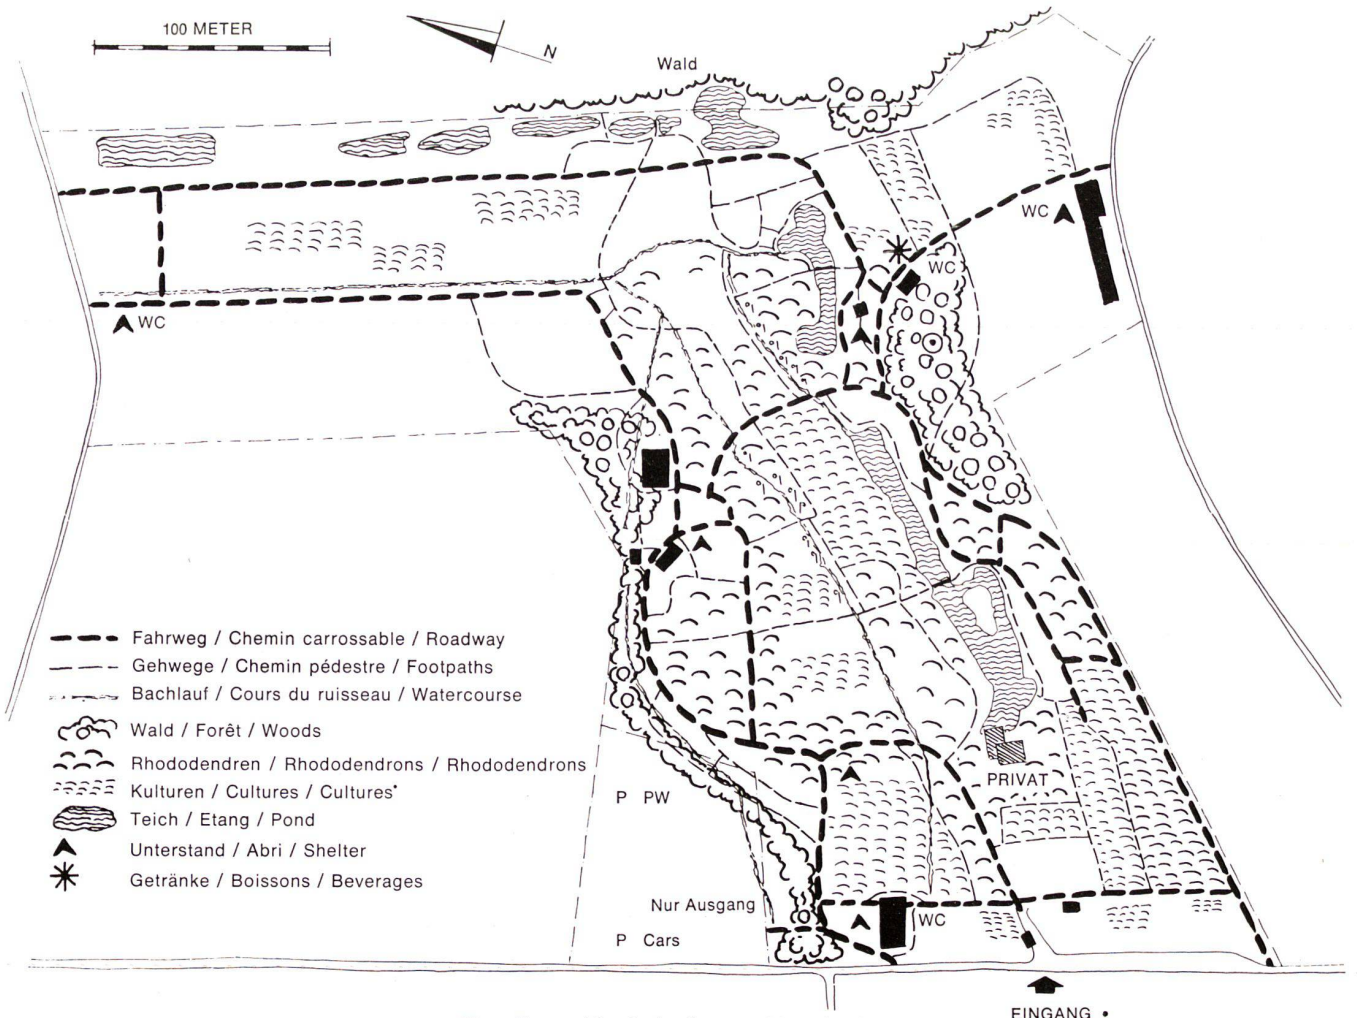 100 METER
N
Wald
WC
WC
WC
Fahrweg / Chemin carrossable / Roadway
Gehwege / Chemin pédestre / Footpaths
Bachlauf / Cours du ruisseau / Watercourse
Wald / Forêt / Woods
Rhododendren / Rhododendrons / Rhododendrons
Kulturen / Cultures / Cultures*
Teich / Etang / Pond
Unterstand / Abri / Shelter
Getränke / Boissons / Beverages
PRIVAT
P PW
Nur Ausgang
P Cars
WC
EINGANG •